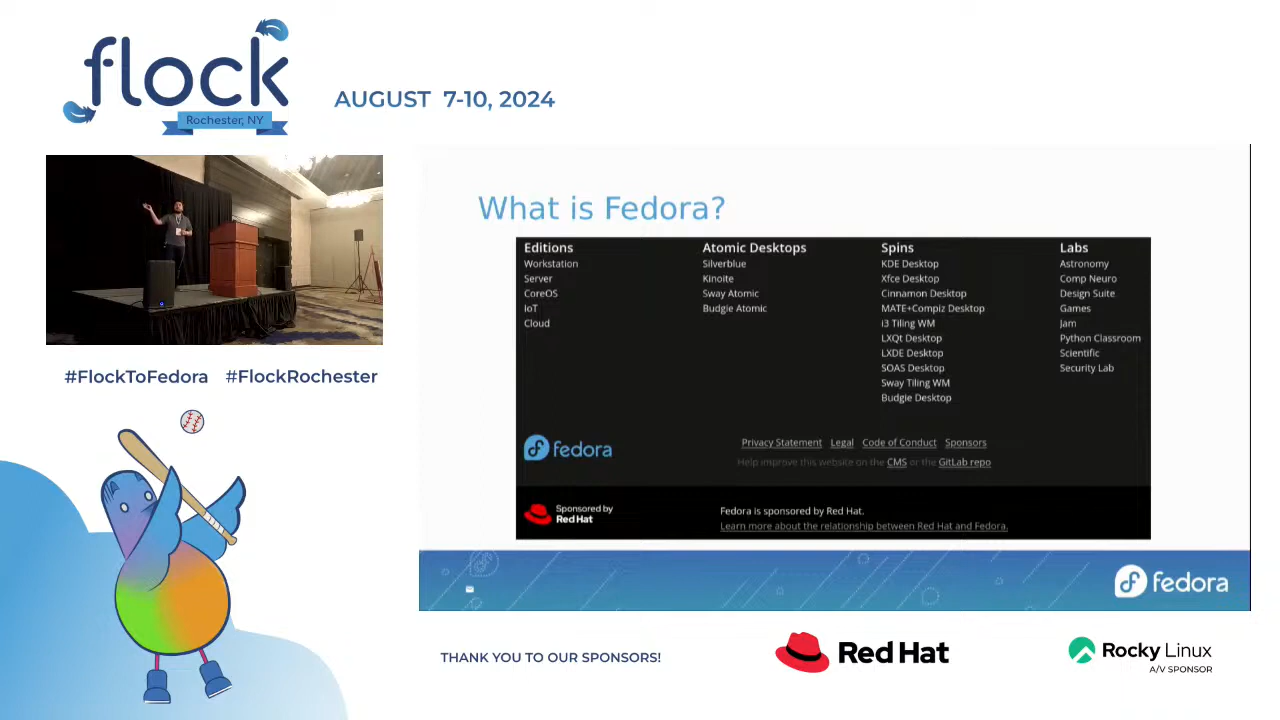 flock
Rochester, NY
AUGUST 7-10, 2024
#FlockToFedora #FlockRochester
What is Fedora?
Editions
Workstation
Server
CoreOS
IoT
Cloud
Atomic Desktops
Silverblue
Kinoite
Sway Atomic
Budgie Atomic
Spins
KDE Desktop
Xfce Desktop
Cinnamon Desktop
MATE+Compiz Desktop
i3 Tiling WM
LXQt Desktop
LXDE Desktop
SOAS Desktop
Sway Tiling WM
Budgie Desktop
Labs
Astronomy
Comp Neuro
Design Suite
Games
Jam
Python Classroom
Scientific
Security Lab
fedora
Privacy Statement Legal Code of Conduct Sponsors
Help improve this website on the CMS or the GitLab repo
Sponsored by
Red Hat
Fedora is sponsored by Red Hat.
Learn more about the relationship between Red Hat and Fedora.
fedora
THANK YOU TO OUR SPONSORS!
Red Hat
Rocky Linux
A/V SPONSOR